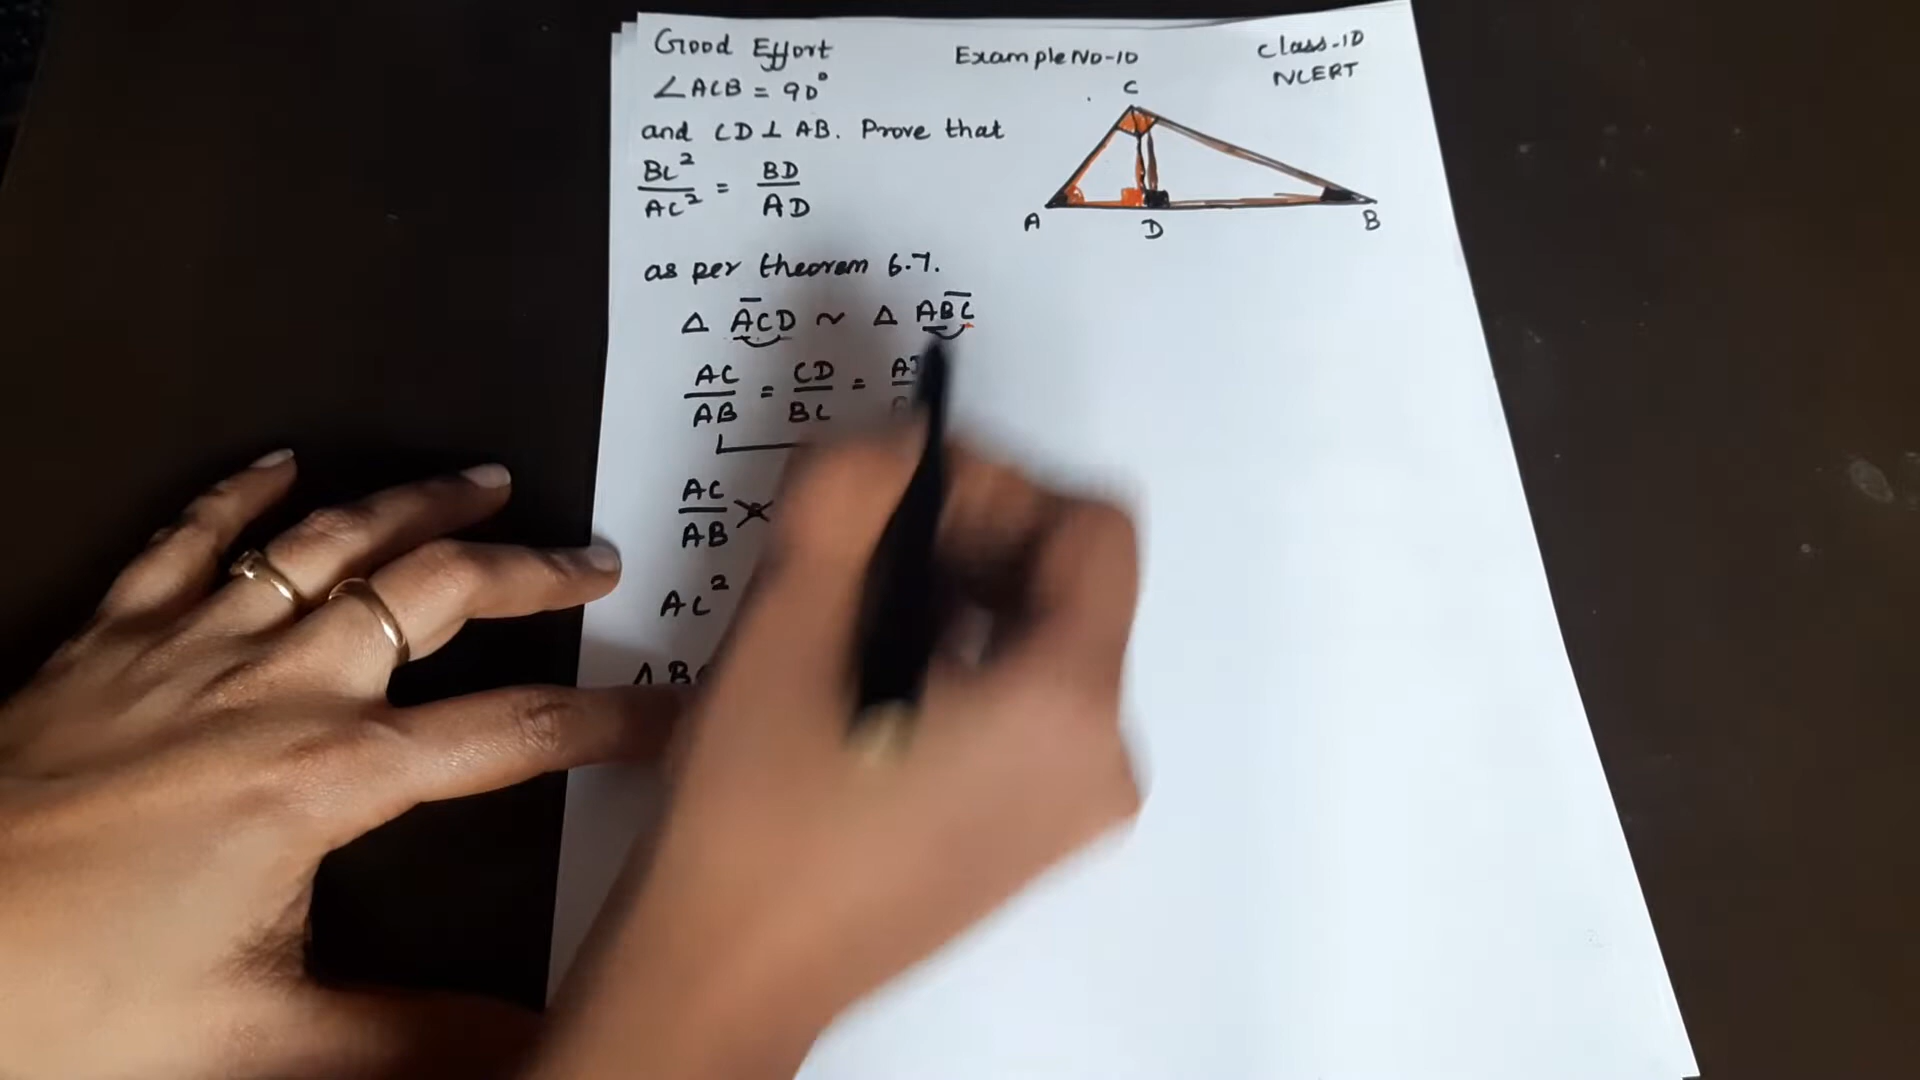 Good Effort
Example No-10
Class-10
NCERT
∠ACB = 90°
and CD ⊥ AB. Prove that
BC² / AC² = BD / AD
C
A
D
B
as per theorem 6.7.
Δ ACD ~ Δ ABC
AC / AB = CD / BC =
AC / AB
AC²